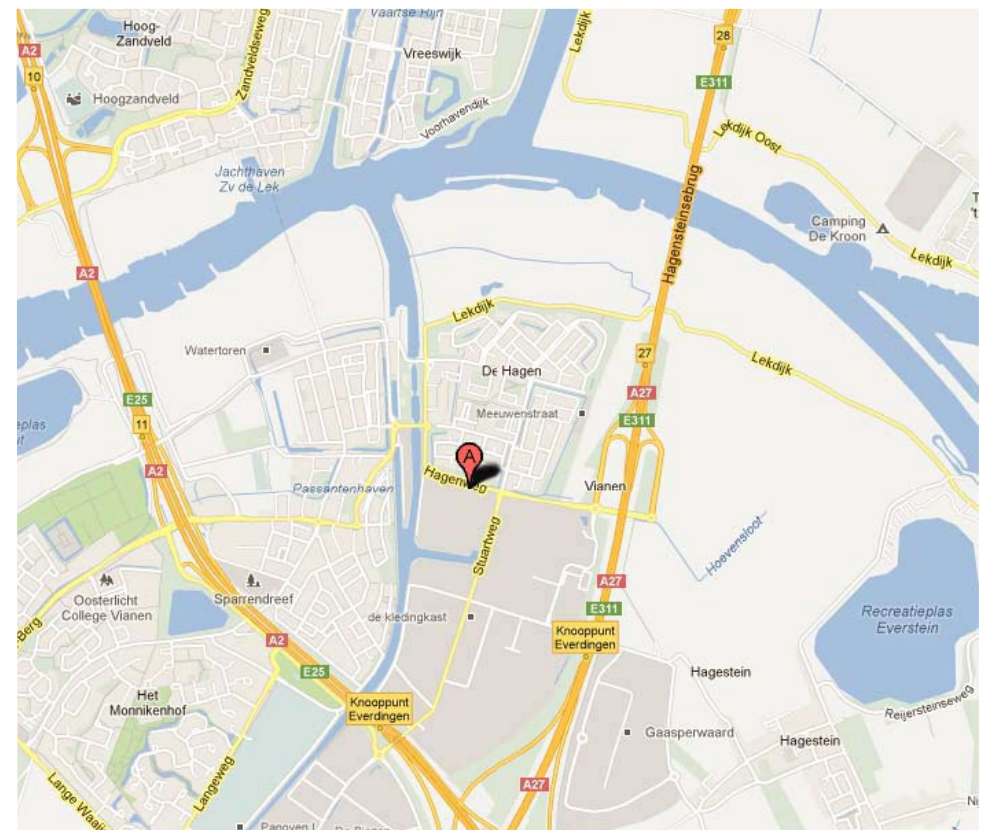 Vaartse Rijn
Hoog-
Zandveld
Zandveldseweg
A2
10
Vreeswijk
Lekdijk
28
E311
Hoogzandveld
Voorhavendijk
Lekdijk Oost
Jachthaven
Zv de Lek
Hagensteinsebrug
Camping
De Kroon
Lekdijk
A2
Lekdijk
Watertoren
De Hagen
27
Lekdijk
A27
E25
Meeuwenstraat
E311
11
A
A2
Hagenweg
Passantenhaven
Vianen
Stuartweg
Hoevensloot
Oosterlicht
College Vianen
Sparrendreef
A27
E311
de kledingkast
Recreatieplas
Everstein
Knooppunt
Everdingen
A2
E25
Hagestein
Het
Monnikenhof
Knooppunt
Everdingen
Reijersteinseweg
Gaasperwaard
Hagestein
Langeweg
A27